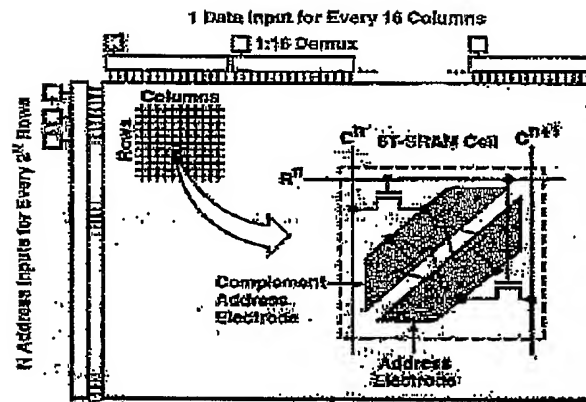 1 Data Input for Every 16 Columns
1:16 Demux
Columns
Rows
N Address Inputs for Every 2ᴺ Rows
6T-SRAM Cell
Complement
Address
Electrode
Address
Electrode